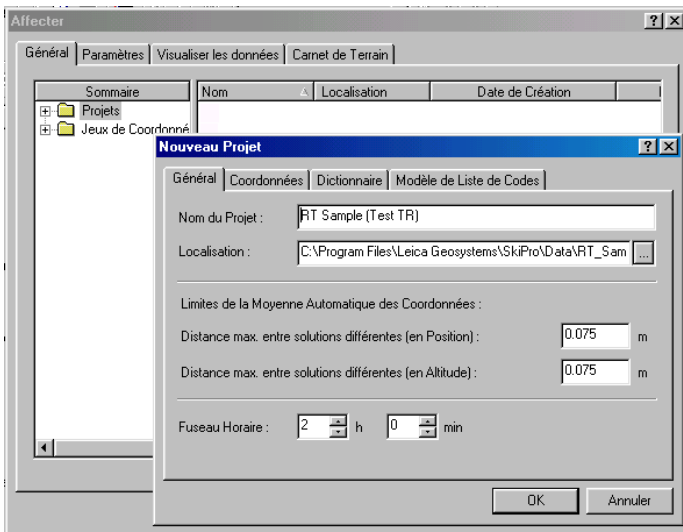 Affecter
Général Paramètres Visualiser les données Carnet de Terrain
Sommaire Nom Localisation Date de Création
Projets
Jeux de Coordonné
Nouveau Projet
Général Coordonnées Dictionnaire Modèle de Liste de Codes
Nom du Projet : RT Sample (Test TR)
Localisation : C:\Program Files\Leica Geosystems\SkiPro\Data\RT_Sam ...
Limites de la Moyenne Automatique des Coordonnées :
Distance max. entre solutions différentes (en Position) : 0.075 m
Distance max. entre solutions différentes (en Altitude) : 0.075 m
Fuseau Horaire : 2 h 0 min
OK Annuler